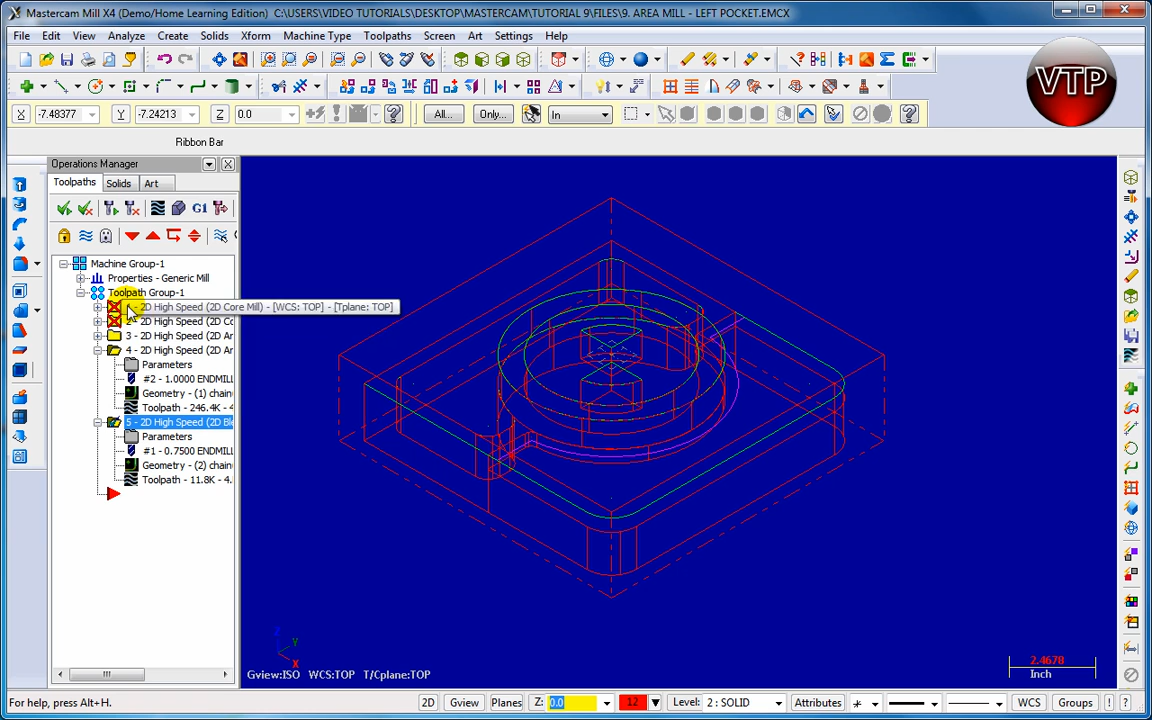 Mastercam Mill X4 (Demo/Home Learning Edition) C:\USERS\VIDEO TUTORIALS\DESKTOP\MASTERCAM\TUTORIAL 9\FILES\9. AREA MILL - LEFT POCKET.EMCX
File Edit View Analyze Create Solids Xform Machine Type Toolpaths Screen Art Settings Help
VTP
X -7.48377 Y -7.24213 Z 0.0 All... Only... In
Ribbon Bar
Operations Manager
Toolpaths Solids Art
G1
Machine Group-1
Properties - Generic Mill
Toolpath Group-1
1 - 2D High Speed (2D Core Mill) - [WCS: TOP] - [Tplane: TOP]
2 - 2D High Speed (2D Co
3 - 2D High Speed (2D Ar
4 - 2D High Speed (2D Ar
Parameters
#2 - 1.0000 ENDMILL
Geometry - (1) chain
Toolpath - 246.4K - 
5 - 2D High Speed (2D Ble
Parameters
#1 - 0.7500 ENDMILL
Geometry - (2) chain
Toolpath - 11.8K - 4.
Z
Y
X
Gview:ISO WCS:TOP T/Cplane:TOP
2.4670
Inch
For help, press Alt+H. 2D Gview Planes Z: 0.0 12 Level: 2 : SOLID Attributes WCS Groups ! ?